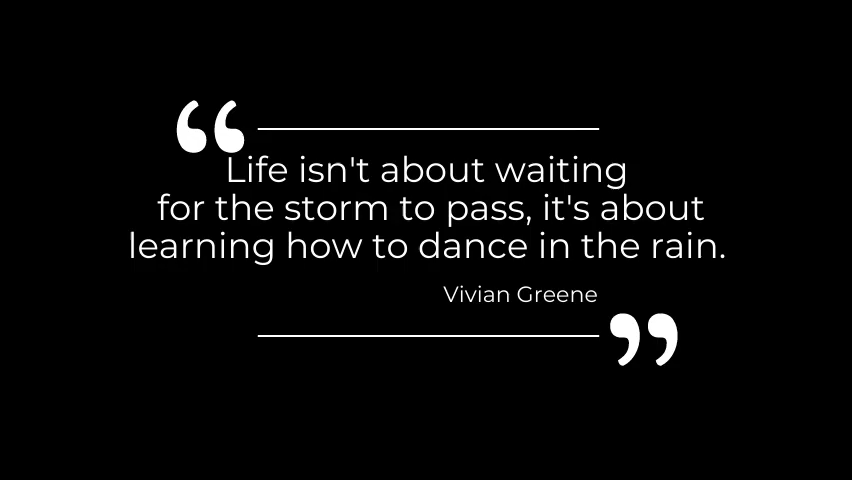 Life isn't about waiting
for the storm to pass, it's about
learning how to dance in the rain.
Vivian Greene